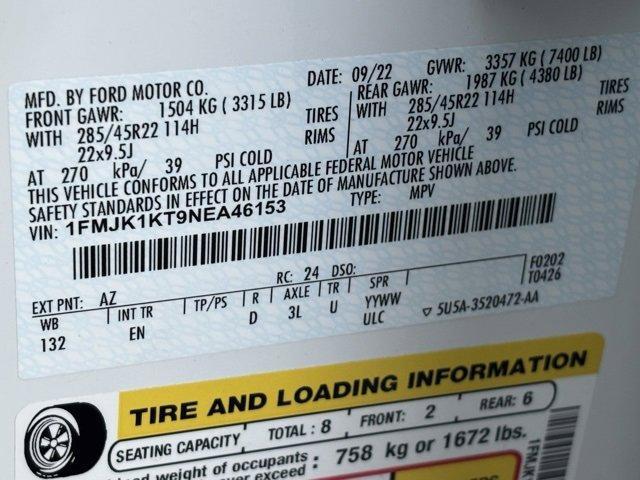 MFD. BY FORD MOTOR CO.
DATE: 09/22 GVWR: 3357 KG ( 7400 LB)
FRONT GAWR: 1504 KG ( 3315 LB)
REAR GAWR: 1987 KG ( 4380 LB)
WITH 285/45R22 114H TIRES
WITH 285/45R22 114H TIRES
22x9.5J RIMS
22x9.5J RIMS
AT 270 kPa/ 39 PSI COLD
AT 270 kPa/ 39 PSI COLD
THIS VEHICLE CONFORMS TO ALL APPLICABLE FEDERAL MOTOR VEHICLE
SAFETY STANDARDS IN EFFECT ON THE DATE OF MANUFACTURE SHOWN ABOVE.
VIN: 1FMJK1KT9NEA46153 TYPE: MPV
F0202
EXT PNT: AZ RC: 24 DSO: T0426
WB INT TR TP/PS R AXLE TR SPR
132 EN D 3L U YYWW
ULC 5U5A-3520472-AA
TIRE AND LOADING INFORMATION
SEATING CAPACITY TOTAL : 8 FRONT: 2 REAR: 6
weight of occupants : 758 kg or 1672 lbs.
exceed
1FMJK